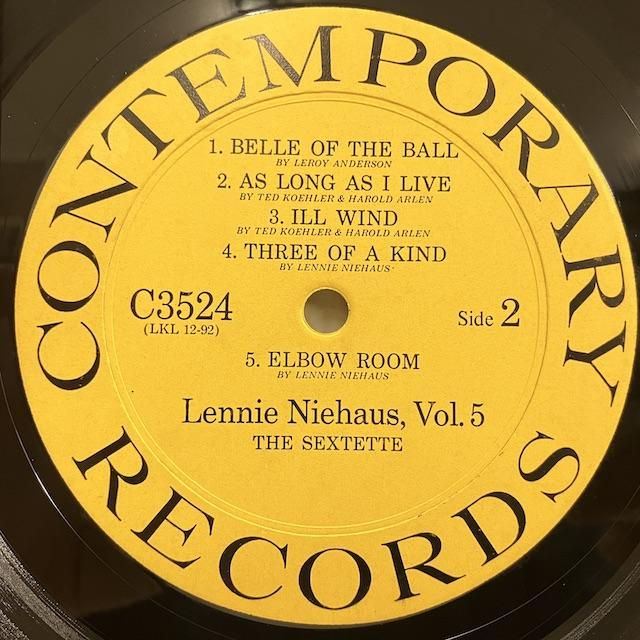 CONTEMPORARY RECORDS
1. BELLE OF THE BALL
BY LEROY ANDERSON
2. AS LONG AS I LIVE
BY TED KOEHLER & HAROLD ARLEN
3. ILL WIND
BY TED KOEHLER & HAROLD ARLEN
4. THREE OF A KIND
BY LENNIE NIEHAUS
C3524
(LKL 12-92)
Side 2
5. ELBOW ROOM
BY LENNIE NIEHAUS
Lennie Niehaus, Vol. 5
THE SEXTETTE